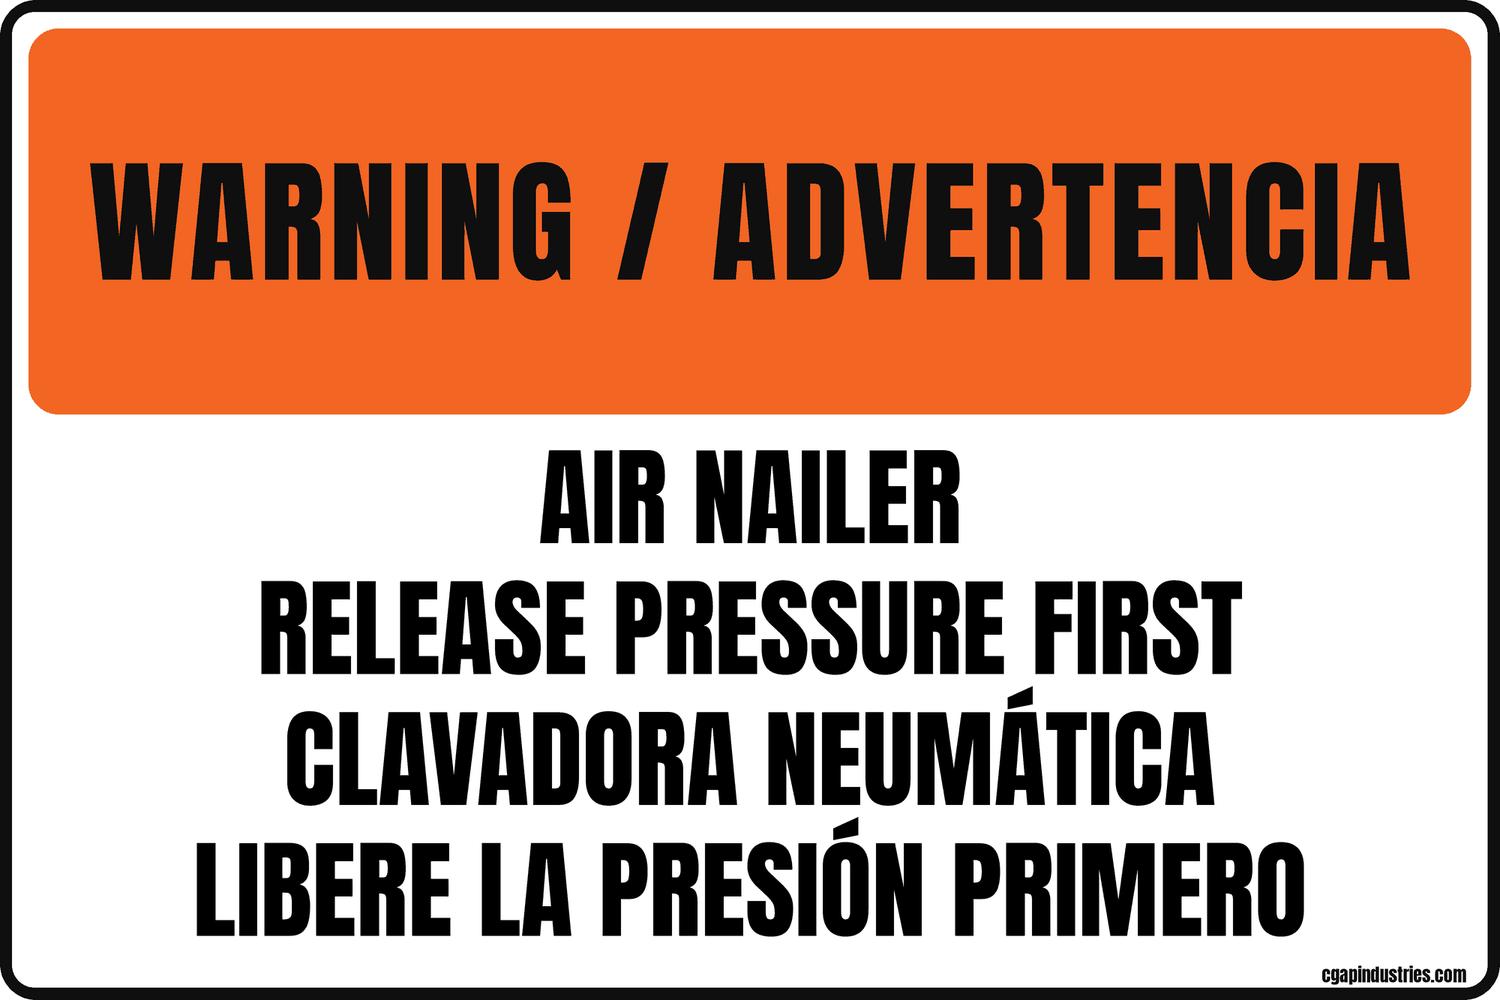 WARNING / ADVERTENCIA
AIR NAILER
RELEASE PRESSURE FIRST
CLAVADORA NEUMÁTICA
LIBERE LA PRESIÓN PRIMERO
cgapindustries.com